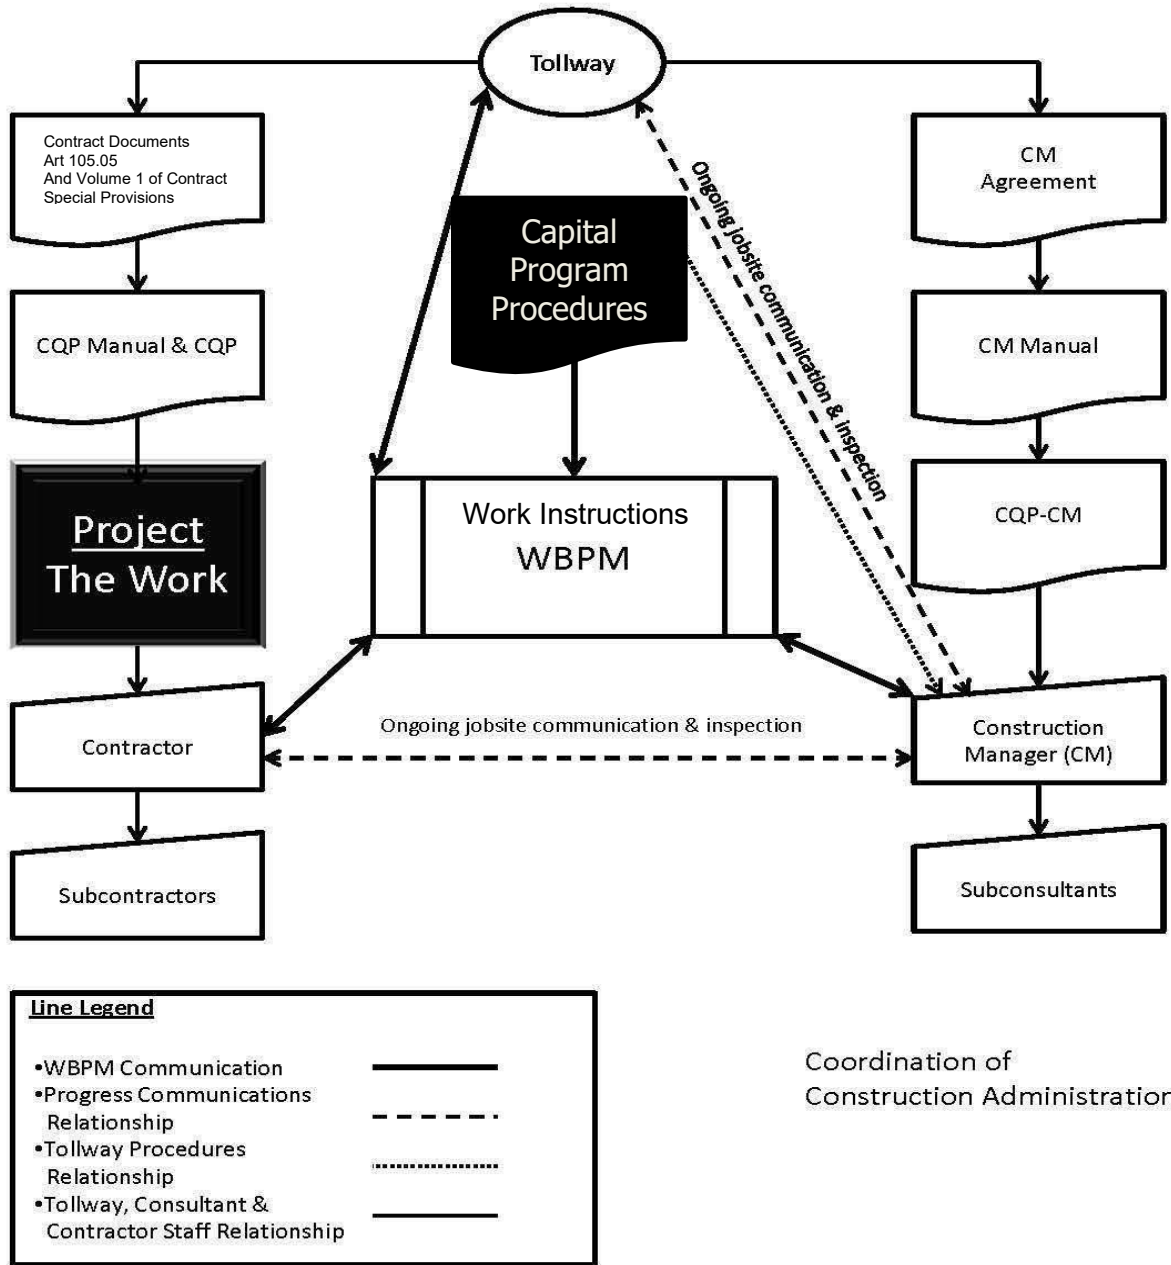 Tollway
Contract Documents
Art 105.05
And Volume 1 of Contract
Special Provisions
CM
Agreement
Capital
Program
Procedures
Ongoing jobsite communication & inspection
CQP Manual & CQP
CM Manual
Project
The Work
Work Instructions
WBPM
CQP-CM
Contractor
Ongoing jobsite communication & inspection
Construction
Manager (CM)
Subcontractors
Subconsultants
Line Legend
•WBPM Communication
•Progress Communications
Relationship
•Tollway Procedures
Relationship
•Tollway, Consultant &
Contractor Staff Relationship
Coordination of
Construction Administration